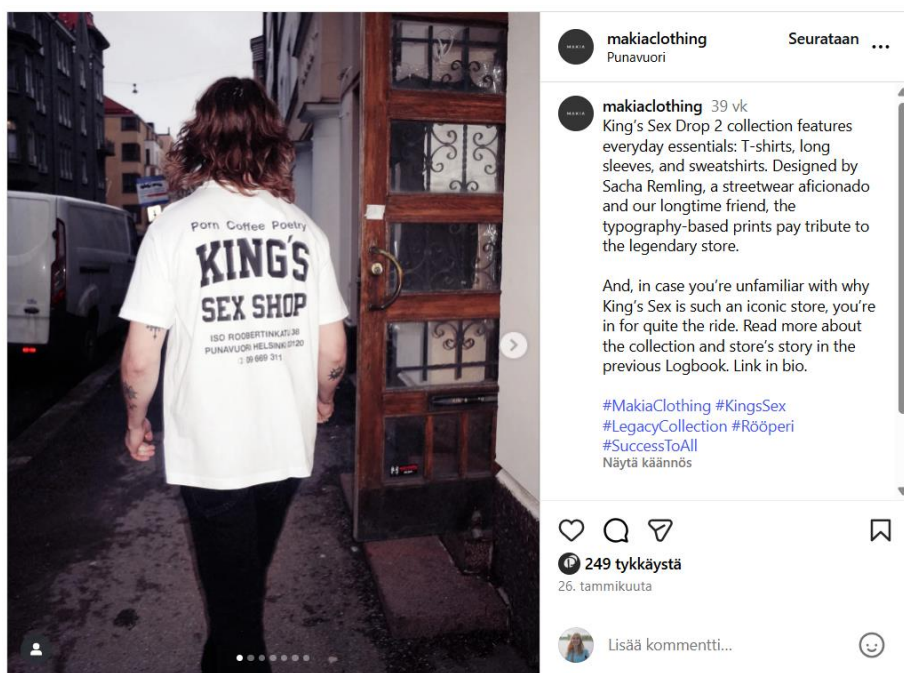 Porn Coffee Poetry
KING'S
SEX SHOP
ISO ROOBERTINKATU 38
PUNAVUORI HELSINKI 00120
09 669 311
MAKIA
makiaclothing
Punavuori
Seurataan
MAKIA
makiaclothing 39 vk
King's Sex Drop 2 collection features
everyday essentials: T-shirts, long
sleeves, and sweatshirts. Designed by
Sacha Remling, a streetwear aficionado
and our longtime friend, the
typography-based prints pay tribute to
the legendary store.
And, in case you're unfamiliar with why
King's Sex is such an iconic store, you're
in for quite the ride. Read more about
the collection and store's story in the
previous Logbook. Link in bio.
#MakiaClothing #KingsSex
#LegacyCollection #Rööperi
#SuccessToAll
Näytä käännös
249 tykkäystä
26. tammikuuta
Lisää kommentti...